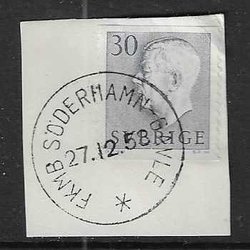 30
SVERIGE
FKMB SÖDERHAMN-GÄVLE
27.12.58